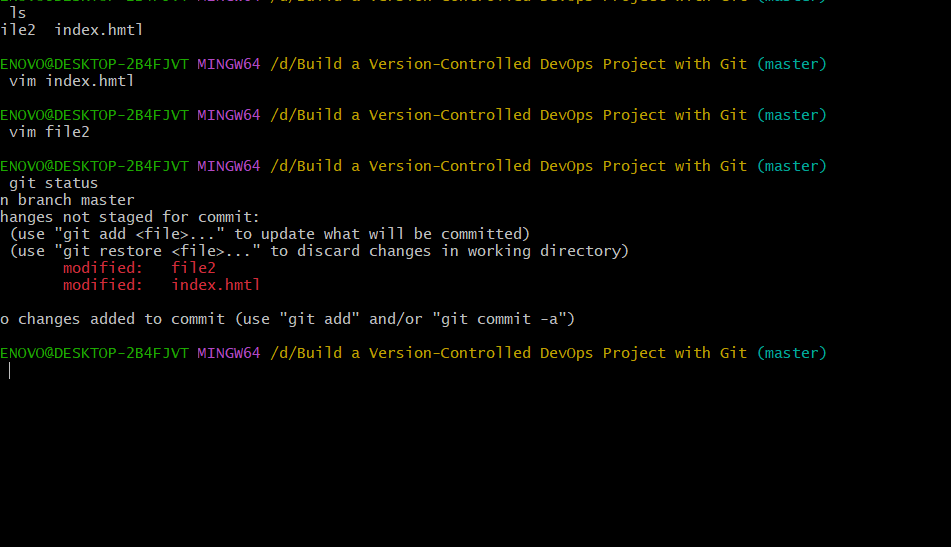 ls
ile2  index.hmtl
ENOVO@DESKTOP-2B4FJVT MINGW64 /d/Build a Version-Controlled DevOps Project with Git (master)
vim index.hmtl
ENOVO@DESKTOP-2B4FJVT MINGW64 /d/Build a Version-Controlled DevOps Project with Git (master)
vim file2
ENOVO@DESKTOP-2B4FJVT MINGW64 /d/Build a Version-Controlled DevOps Project with Git (master)
git status
n branch master
hanges not staged for commit:
(use "git add <file>..." to update what will be committed)
(use "git restore <file>..." to discard changes in working directory)
modified:   file2
modified:   index.hmtl
o changes added to commit (use "git add" and/or "git commit -a")
ENOVO@DESKTOP-2B4FJVT MINGW64 /d/Build a Version-Controlled DevOps Project with Git (master)